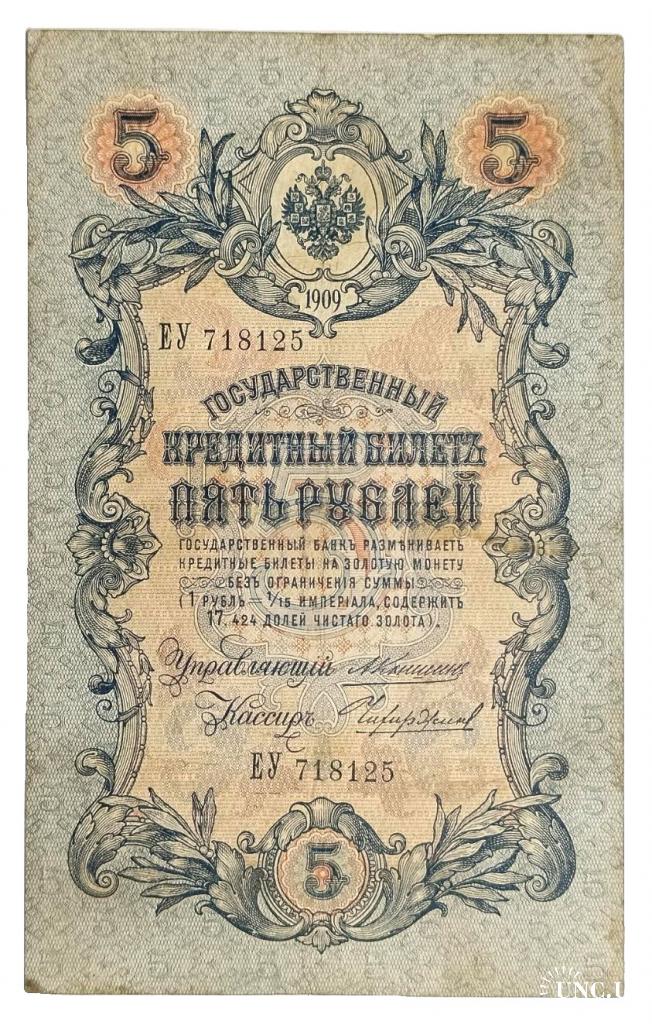 5 5
1909
ЕУ 718125
ГОСУДАРСТВЕННЫЙ
КРЕДИТНЫЙ БИЛЕТЪ
ПЯТЬ РУБЛЕЙ
ГОСУДАРСТВЕННЫЙ БАНКЪ РАЗМѢНИВАЕТЪ
КРЕДИТНЫЕ БИЛЕТЫ НА ЗОЛОТУЮ МОНЕТУ
БЕЗЪ ОГРАНИЧЕНІЯ СУММЫ
(1 РУБЛЬ = 1/15 ИМПЕРІАЛА, СОДЕРЖИТЪ
17,424 ДОЛЕЙ ЧИСТАГО ЗОЛОТА).
Управляющій
Кассиръ
ЕУ 718125
5
UNC.U